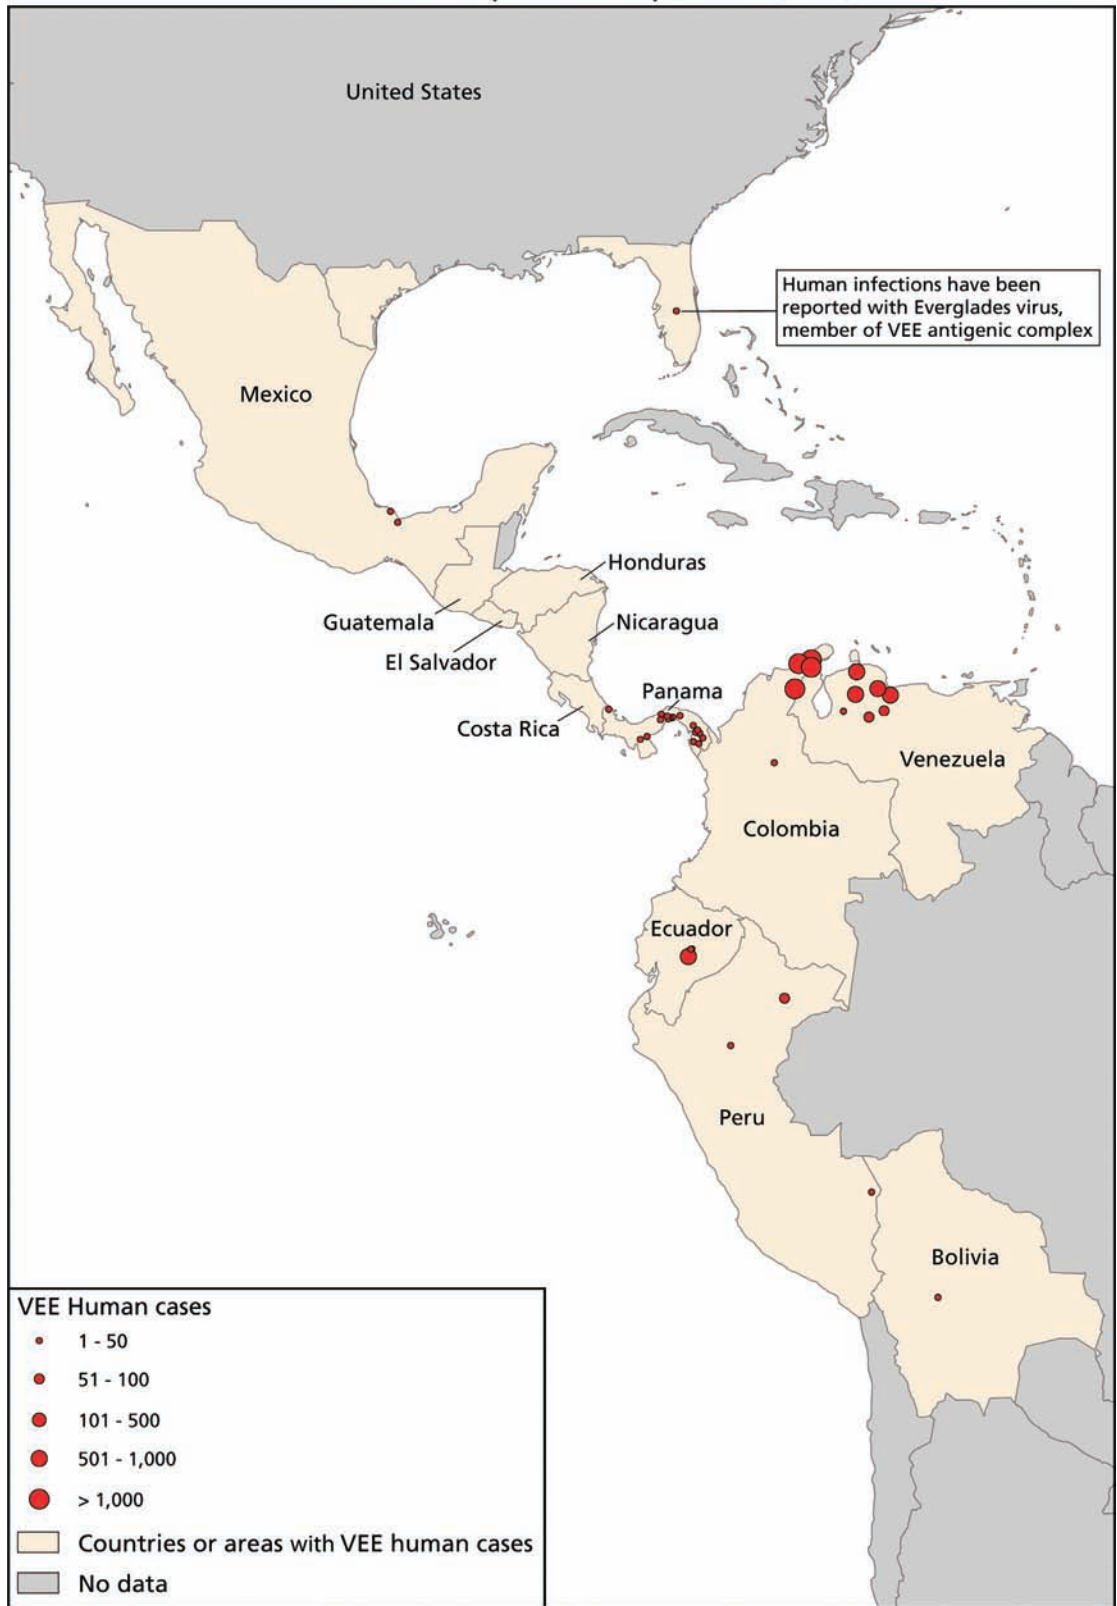 United States
Human infections have been
reported with Everglades virus,
member of VEE antigenic complex
Mexico
Honduras
Guatemala
Nicaragua
El Salvador
Panama
Costa Rica
Venezuela
Colombia
Ecuador
Peru
Bolivia
VEE Human cases
1 - 50
51 - 100
101 - 500
501 - 1,000
> 1,000
Countries or areas with VEE human cases
No data